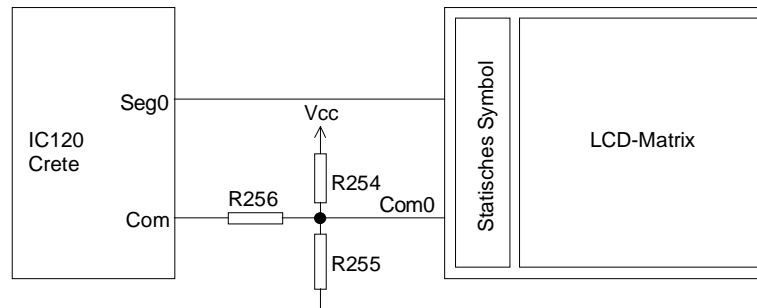 Seg0
IC120
Crete
Com
R256
Vcc
R254
Com0
R255
Statisches Symbol
LCD-Matrix